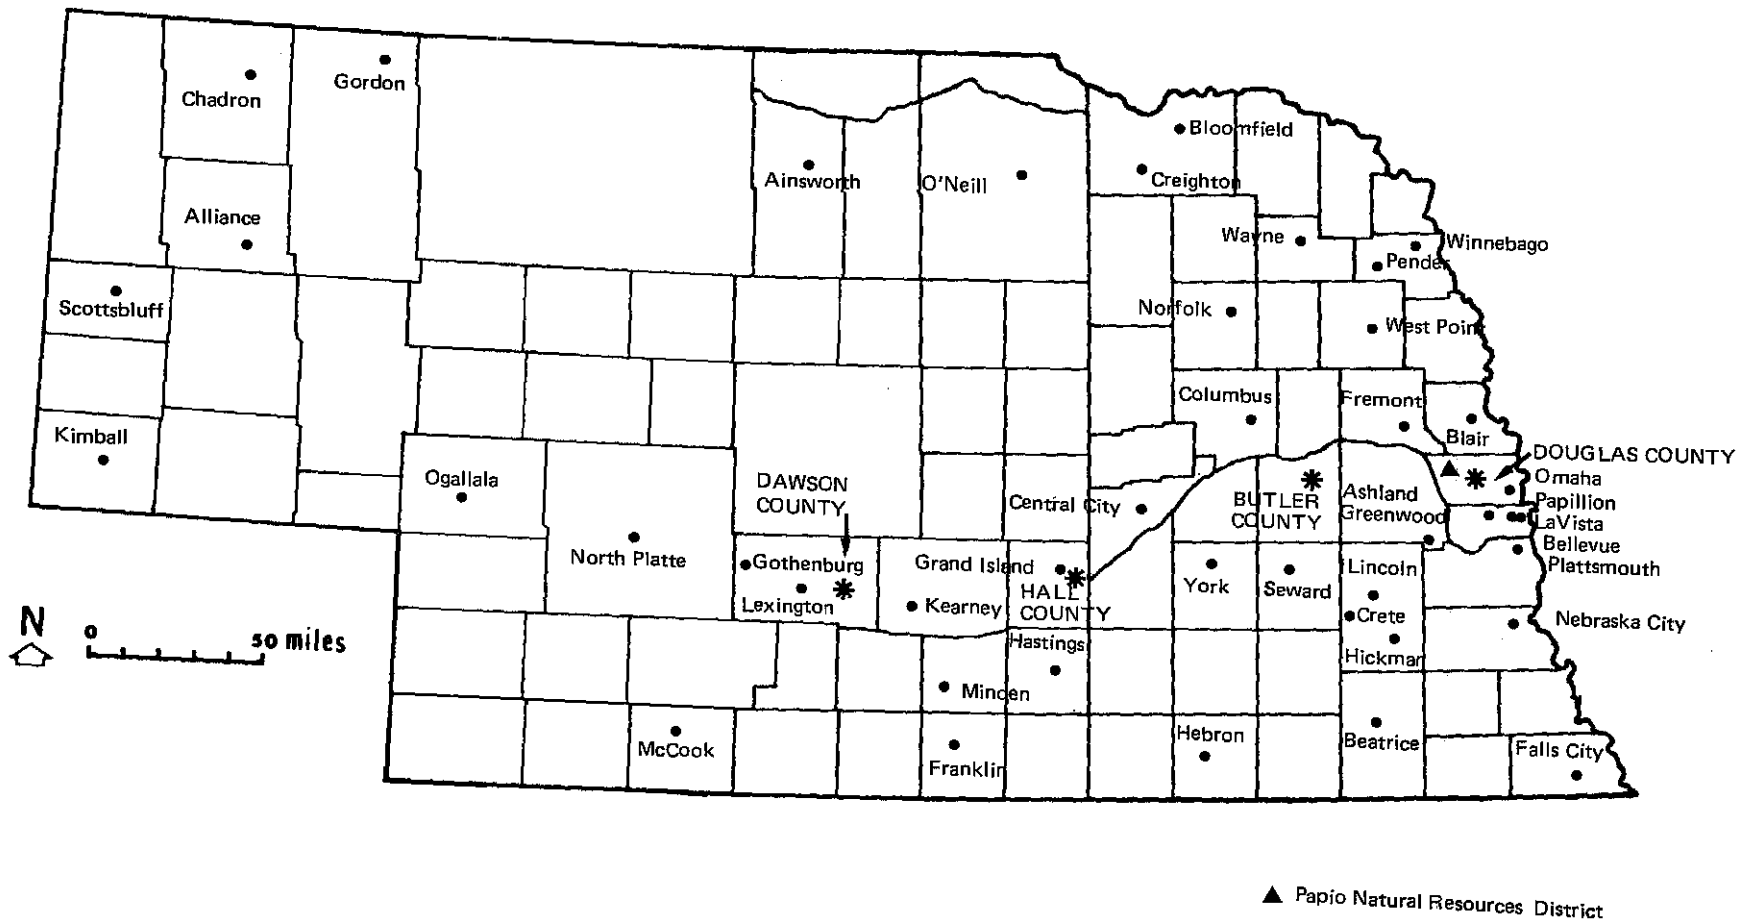 Chadron
Gordon
Alliance
Ainsworth
O'Neill
Bloomfield
Creighton
Wayne
Winnebago
Pender
Scottsbluff
Norfolk
West Point
Kimball
Columbus
Fremont
Blair
Ogallala
DAWSON
COUNTY
Central City
BUTLER
COUNTY
Ashland
Greenwood
DOUGLAS COUNTY
Omaha
Papillion
LaVista
Bellevue
Plattsmouth
North Platte
Gothenburg
Lexington
Grand Island
Kearney
HALL
COUNTY
York
Seward
Lincoln
Crete
Hickman
Nebraska City
N
0
50 miles
Hastings
Minden
McCook
Franklin
Hebron
Beatrice
Falls City
Papio Natural Resources District